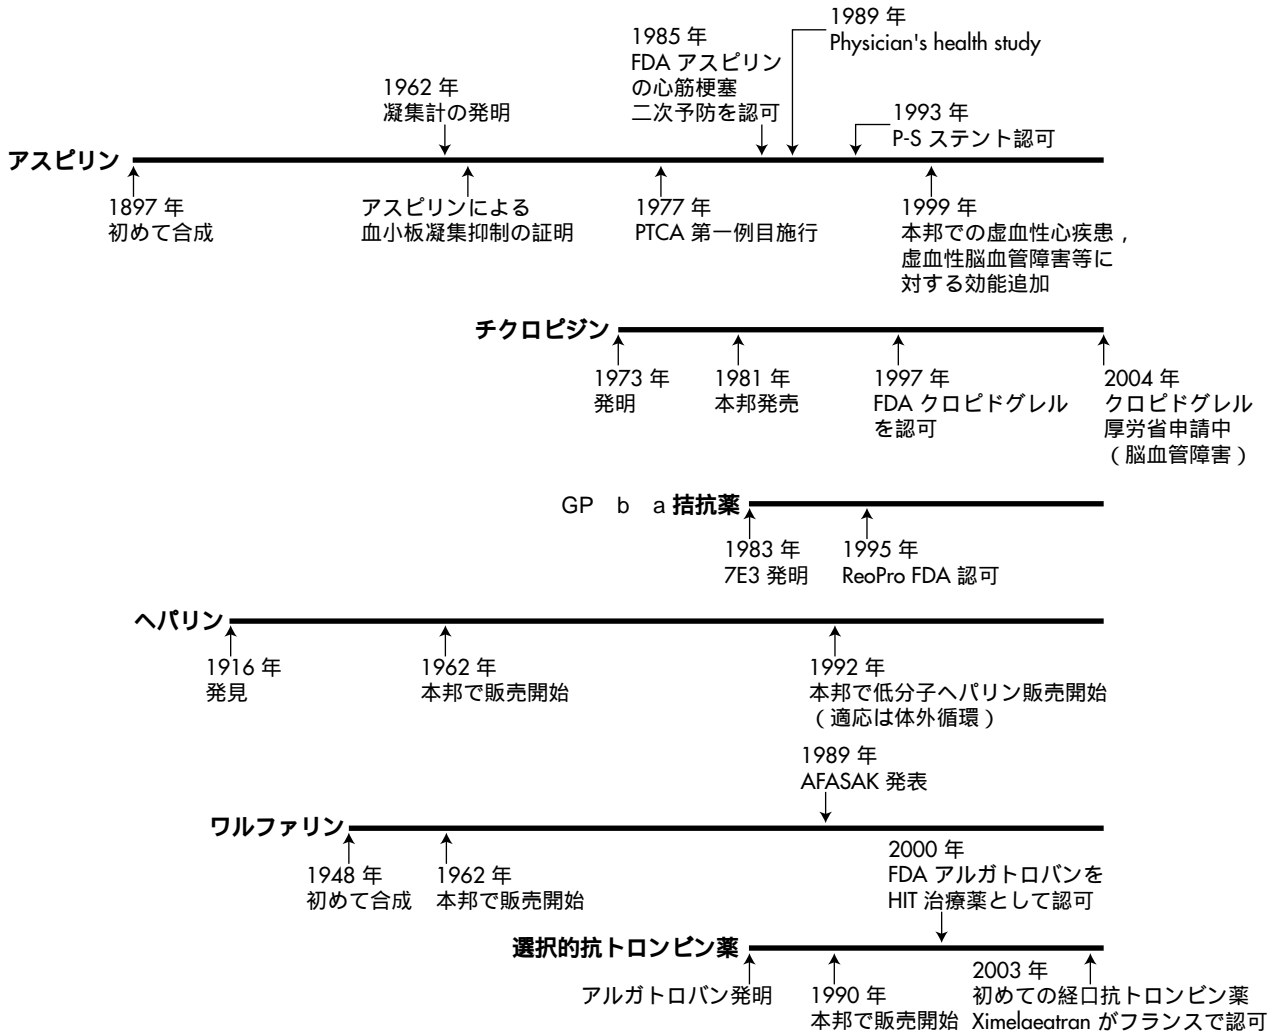 1989 年
Physician's health study
1985 年
FDA アスピリン
の心筋梗塞
二次予防を認可
1962 年
凝集計の発明
1993 年
P-S ステント認可
アスピリン
1897 年
初めて合成
アスピリンによる
血小板凝集抑制の証明
1977 年
PTCA 第一例目施行
1999 年
本邦での虚血性心疾患，
虚血性脳血管障害等に
対する効能追加
チクロピジン
1973 年
発明
1981 年
本邦発売
1997 年
FDA クロピドグレル
を認可
2004 年
クロピドグレル
厚労省申請中
（脳血管障害）
GP b a 拮抗薬
1983 年
7E3 発明
1995 年
ReoPro FDA 認可
ヘパリン
1916 年
発見
1962 年
本邦で販売開始
1992 年
本邦で低分子ヘパリン販売開始
（適応は体外循環）
1989 年
AFASAK 発表
ワルファリン
1948 年
初めて合成
1962 年
本邦で販売開始
2000 年
FDA アルガトロバンを
HIT 治療薬として認可
選択的抗トロンビン薬
アルガトロバン発明
1990 年
本邦で販売開始
2003 年
初めての経口抗トロンビン薬
Ximelaeatran がフランスで認可